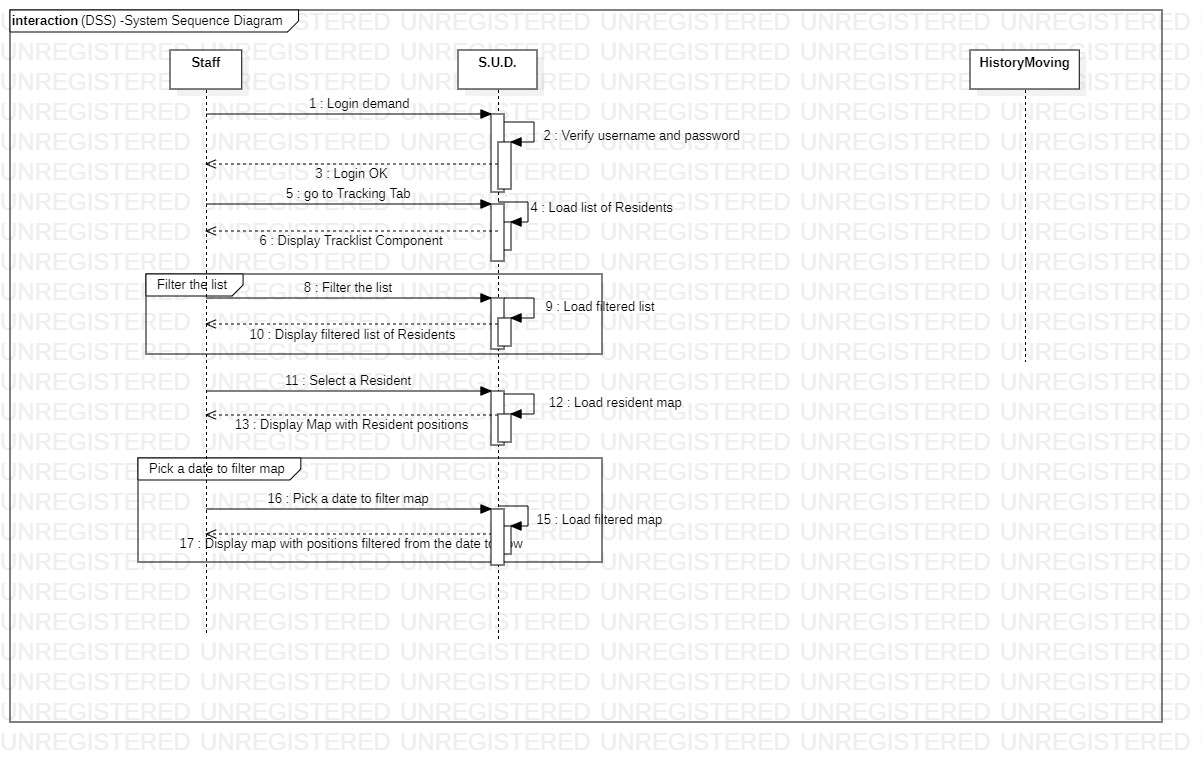 interaction (DSS) -System Sequence Diagram
Staff
S.U.D.
HistoryMoving
1 : Login demand
2 : Verify username and password
3 : Login OK
5 : go to Tracking Tab
4 : Load list of Residents
6 : Display Tracklist Component
Filter the list
8 : Filter the list
9 : Load filtered list
10 : Display filtered list of Residents
11 : Select a Resident
12 : Load resident map
13 : Display Map with Resident positions
Pick a date to filter map
16 : Pick a date to filter map
15 : Load filtered map
17 : Display map with positions filtered from the date
UNREGISTERED UNREGISTERED UNREGISTERED UNREGISTERED UNREGISTERED UNREGISTERED